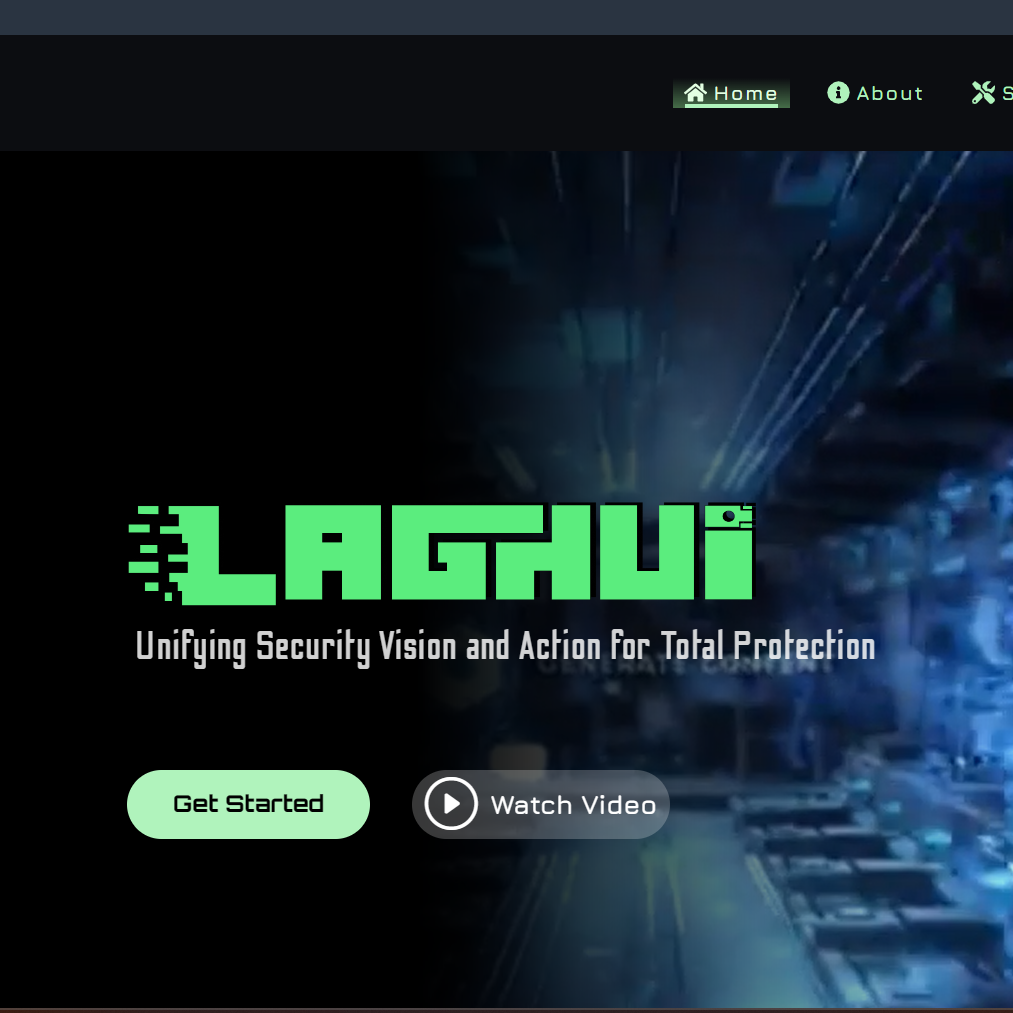 Home
About
S
LAGHUi
Unifying Security Vision and Action for Total Protection
Get Started
Watch Video